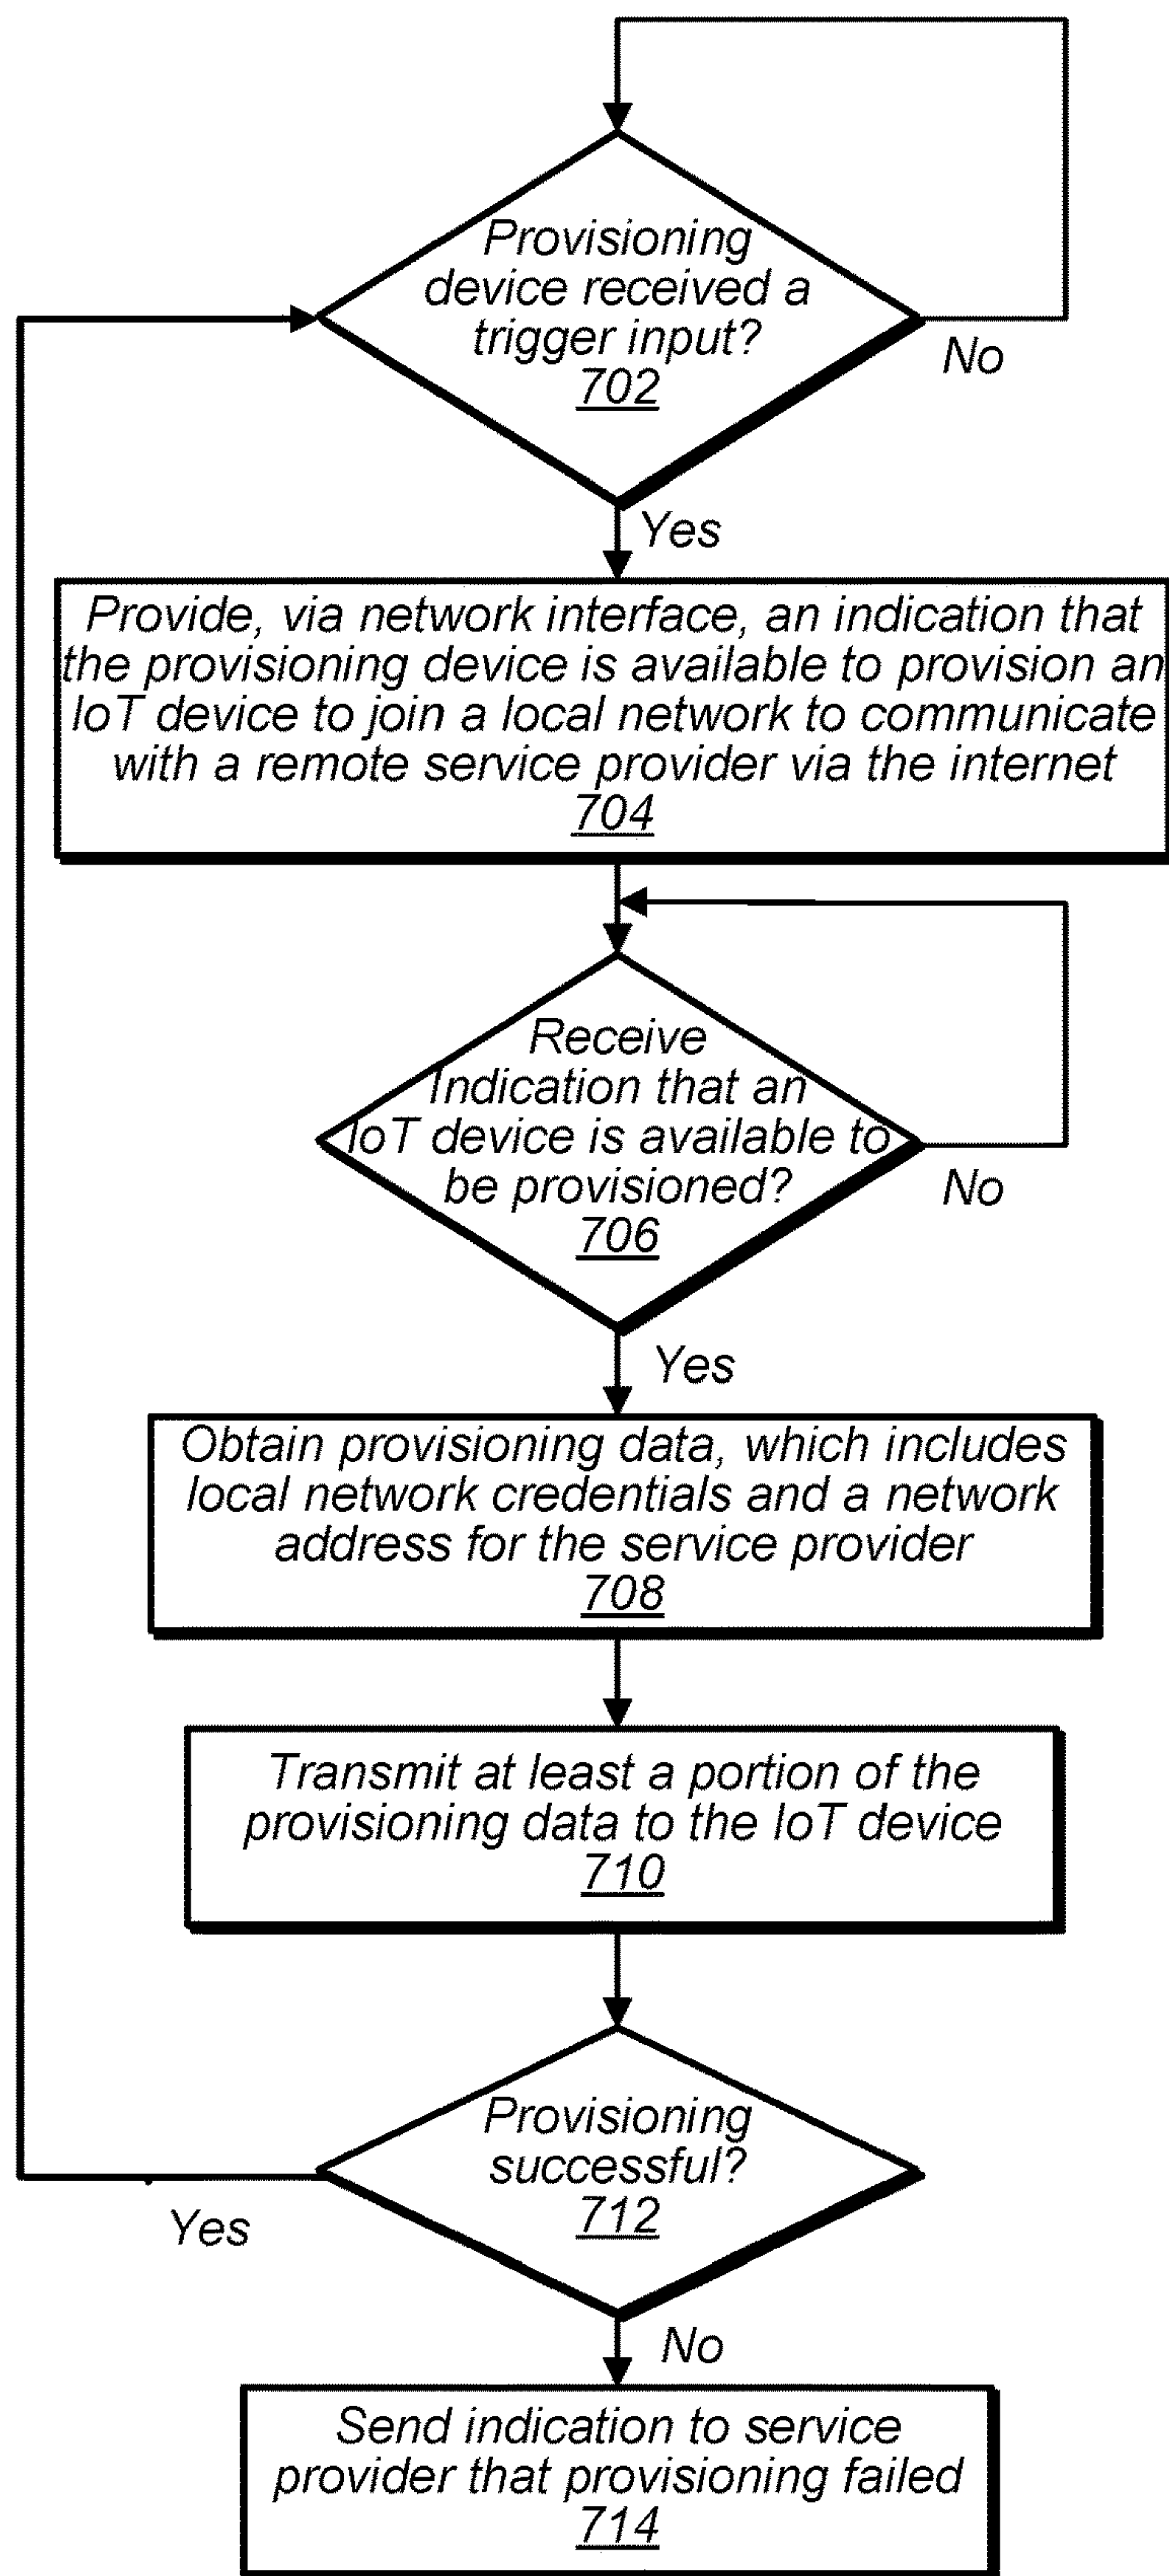 Provisioning
device received a
trigger input?
702
No
Yes
Provide, via network interface, an indication that
the provisioning device is available to provision an
IoT device to join a local network to communicate
with a remote service provider via the internet
704
Receive
Indication that an
IoT device is available to
be provisioned?
706
No
Yes
Obtain provisioning data, which includes
local network credentials and a network
address for the service provider
708
Transmit at least a portion of the
provisioning data to the IoT device
710
Provisioning
successful?
712
Yes
No
Send indication to service
provider that provisioning failed
714